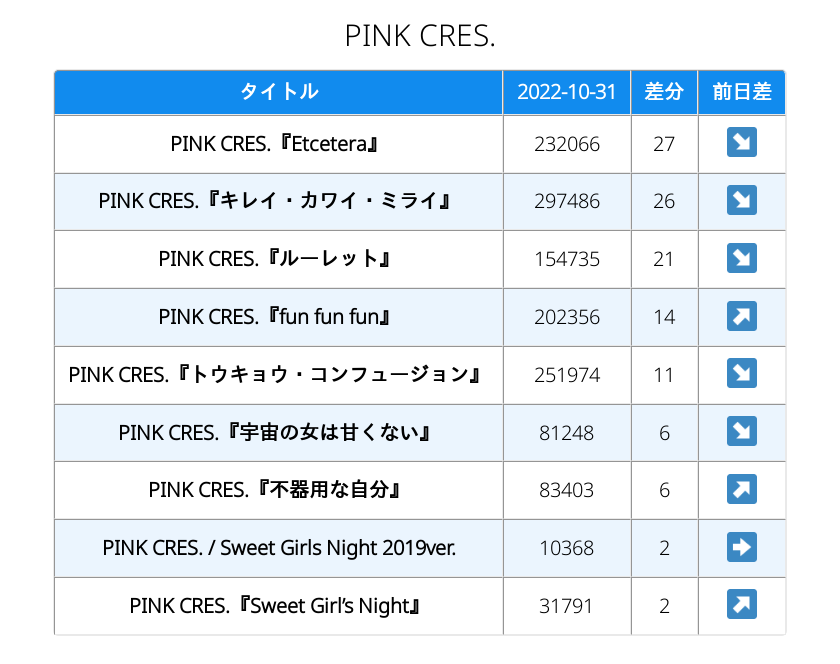 PINK CRES.
タイトル 2022-10-31 差分 前日差
PINK CRES.『Etcetera』 232066 27 ↘
PINK CRES.『キレイ・カワイ・ミライ』 297486 26 ↘
PINK CRES.『ルーレット』 154735 21 ↘
PINK CRES.『fun fun fun』 202356 14 ↗
PINK CRES.『トウキョウ・コンフュージョン』 251974 11 ↘
PINK CRES.『宇宙の女は甘くない』 81248 6 ↘
PINK CRES.『不器用な自分』 83403 6 ↗
PINK CRES. / Sweet Girls Night 2019ver. 10368 2 ➡
PINK CRES.『Sweet Girl’s Night』 31791 2 ↗